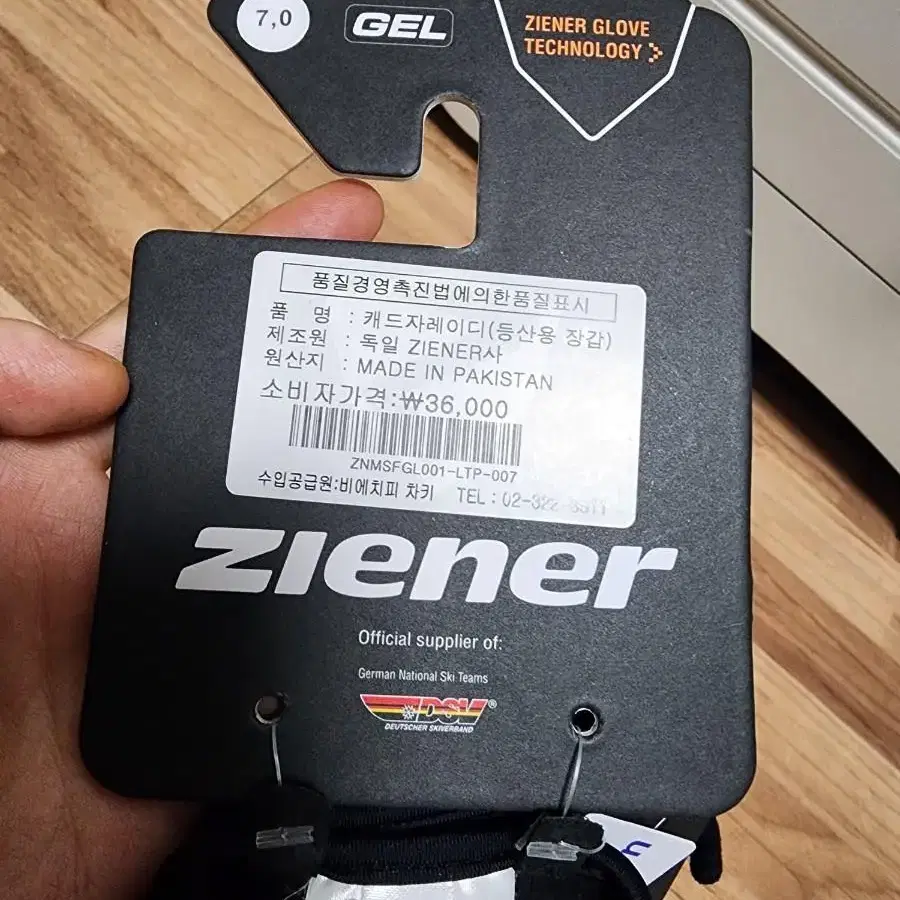 7,0
GEL
ZIENER GLOVE
TECHNOLOGY
품질경영촉진법에의한품질표시
품 명 : 캐드자레이디(등산용 장갑)
제조원 : 독일 ZIENER사
원산지 : MADE IN PAKISTAN
소비자가격:₩36,000
ZNMSFGL001-LTP-007
수입공급원:비에치피 차키 TEL : 02-322
ziener
Official supplier of:
German National Ski Teams
DSV®
DEUTSCHER SKIVERBAND